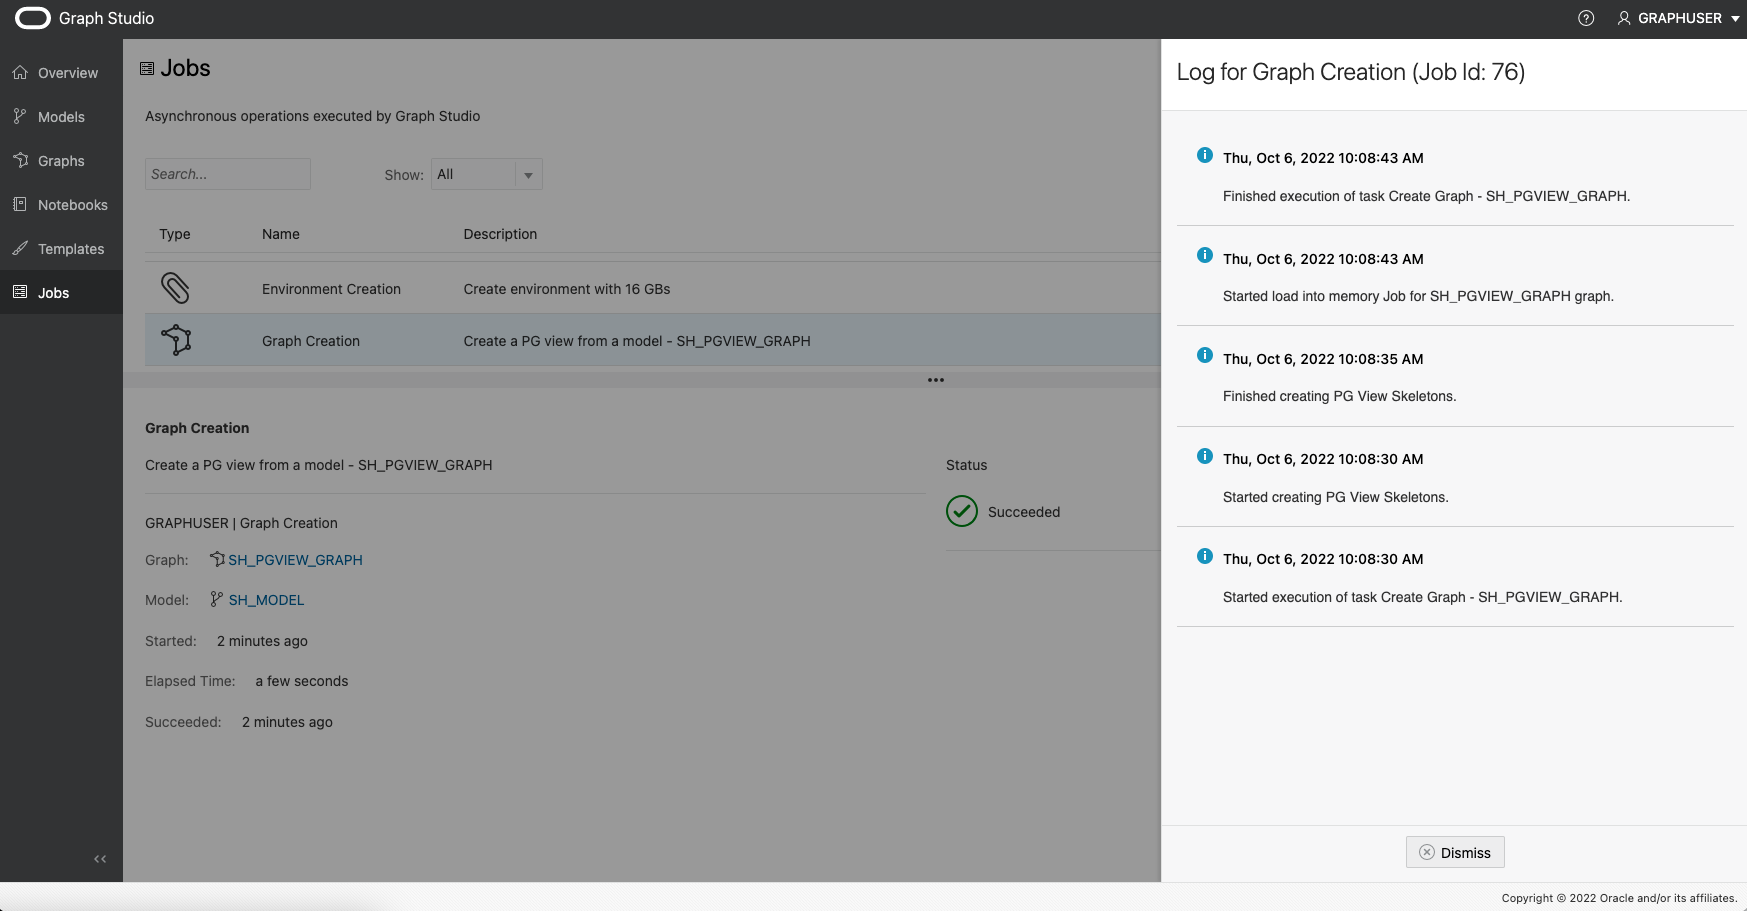 Graph Studio
GRAPHUSER
Overview
Models
Graphs
Notebooks
Templates
Jobs
Jobs
Asynchronous operations executed by Graph Studio
Search...
Show: All
Type Name Description
Environment Creation Create environment with 16 GBs
Graph Creation Create a PG view from a model - SH_PGVIEW_GRAPH
Graph Creation
Create a PG view from a model - SH_PGVIEW_GRAPH
GRAPHUSER | Graph Creation
Graph: SH_PGVIEW_GRAPH
Model: SH_MODEL
Started: 2 minutes ago
Elapsed Time: a few seconds
Succeeded: 2 minutes ago
Status
Succeeded
Log for Graph Creation (Job Id: 76)
Thu, Oct 6, 2022 10:08:43 AM
Finished execution of task Create Graph - SH_PGVIEW_GRAPH.
Thu, Oct 6, 2022 10:08:43 AM
Started load into memory Job for SH_PGVIEW_GRAPH graph.
Thu, Oct 6, 2022 10:08:35 AM
Finished creating PG View Skeletons.
Thu, Oct 6, 2022 10:08:30 AM
Started creating PG View Skeletons.
Thu, Oct 6, 2022 10:08:30 AM
Started execution of task Create Graph - SH_PGVIEW_GRAPH.
Dismiss
Copyright © 2022 Oracle and/or its affiliates.